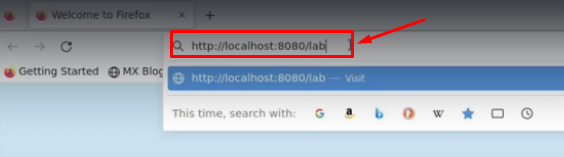 Welcome to Firefox
http://localhost:8080/lab
Getting Started MX Blog
http://localhost:8080/lab — Visit
This time, search with: